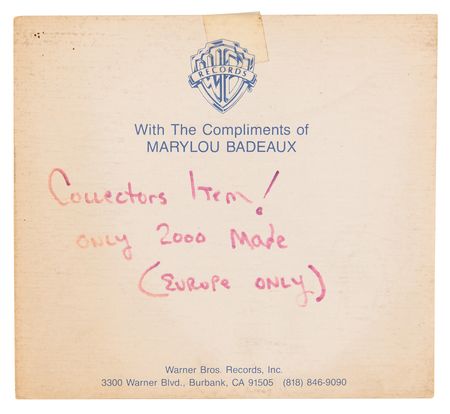 RECORDS
With The Compliments of
MARYLOU BADEAUX
Collectors Item!
only 2000 Made
(Europe only)
Warner Bros. Records, Inc.
3300 Warner Blvd., Burbank, CA 91505 (818) 846-9090